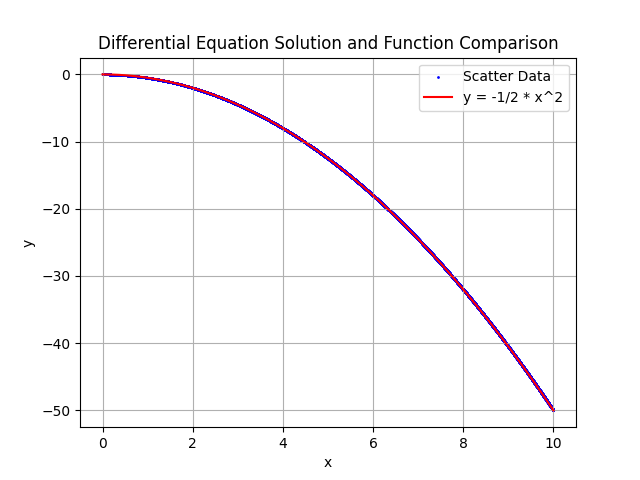 Differential Equation Solution and Function Comparison
Scatter Data
y = -1/2 * x^2
0
−10
−20
−30
−40
−50
y
0 2 4 6 8 10
x